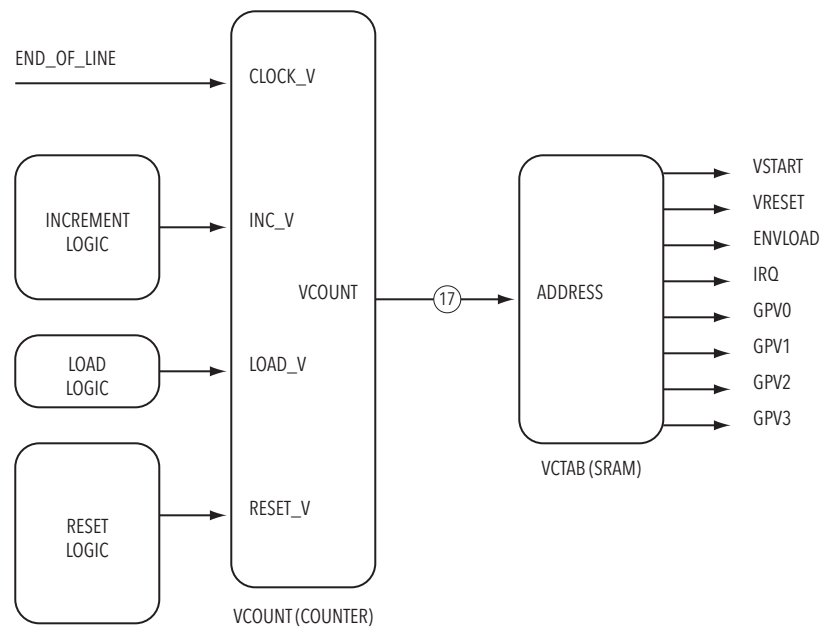 END_OF_LINE
CLOCK_V
INCREMENT
LOGIC
INC_V
VCOUNT
17
ADDRESS
LOAD
LOGIC
LOAD_V
RESET
LOGIC
RESET_V
VCOUNT (COUNTER)
VSTART
VRESET
ENVLOAD
IRQ
GPV0
GPV1
GPV2
GPV3
VCTAB (SRAM)